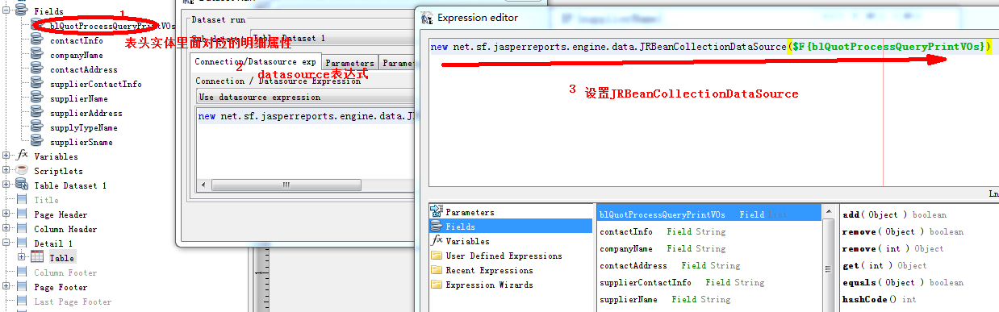 Fields
blQuotProcessQueryPrintVOs
contactInfo
companyName
contactAddress
supplierContactInfo
supplierName
supplierAddress
supplyTypeName
supplierSname
Variables
Scriptlets
Table Dataset 1
Title
Page Header
Column Header
Detail 1
Table
Column Footer
Page Footer
Last Page Footer
1
表头实体里面对应的明细属性
Dataset run
Table Dataset 1
Connection/Datasource exp
Parameters
2
datasource表达式
Connection / Datasource Expression
Use datasource expression
new net.sf.jasperreports.engine.data.JR
Expression editor
new net.sf.jasperreports.engine.data.JRBeanCollectionDataSource($F{blQuotProcessQueryPrintVOs})
3 设置JRBeanCollectionDataSource
Ln
Parameters
Fields
Variables
User Defined Expressions
Recent Expressions
Expression Wizards
blQuotProcessQueryPrintVOs Field List
contactInfo Field String
companyName Field String
contactAddress Field String
supplierContactInfo Field String
supplierName Field String
add( Object ) boolean
remove( Object ) boolean
remove( int ) Object
get( int ) Object
equals( Object ) boolean
hashCode() int